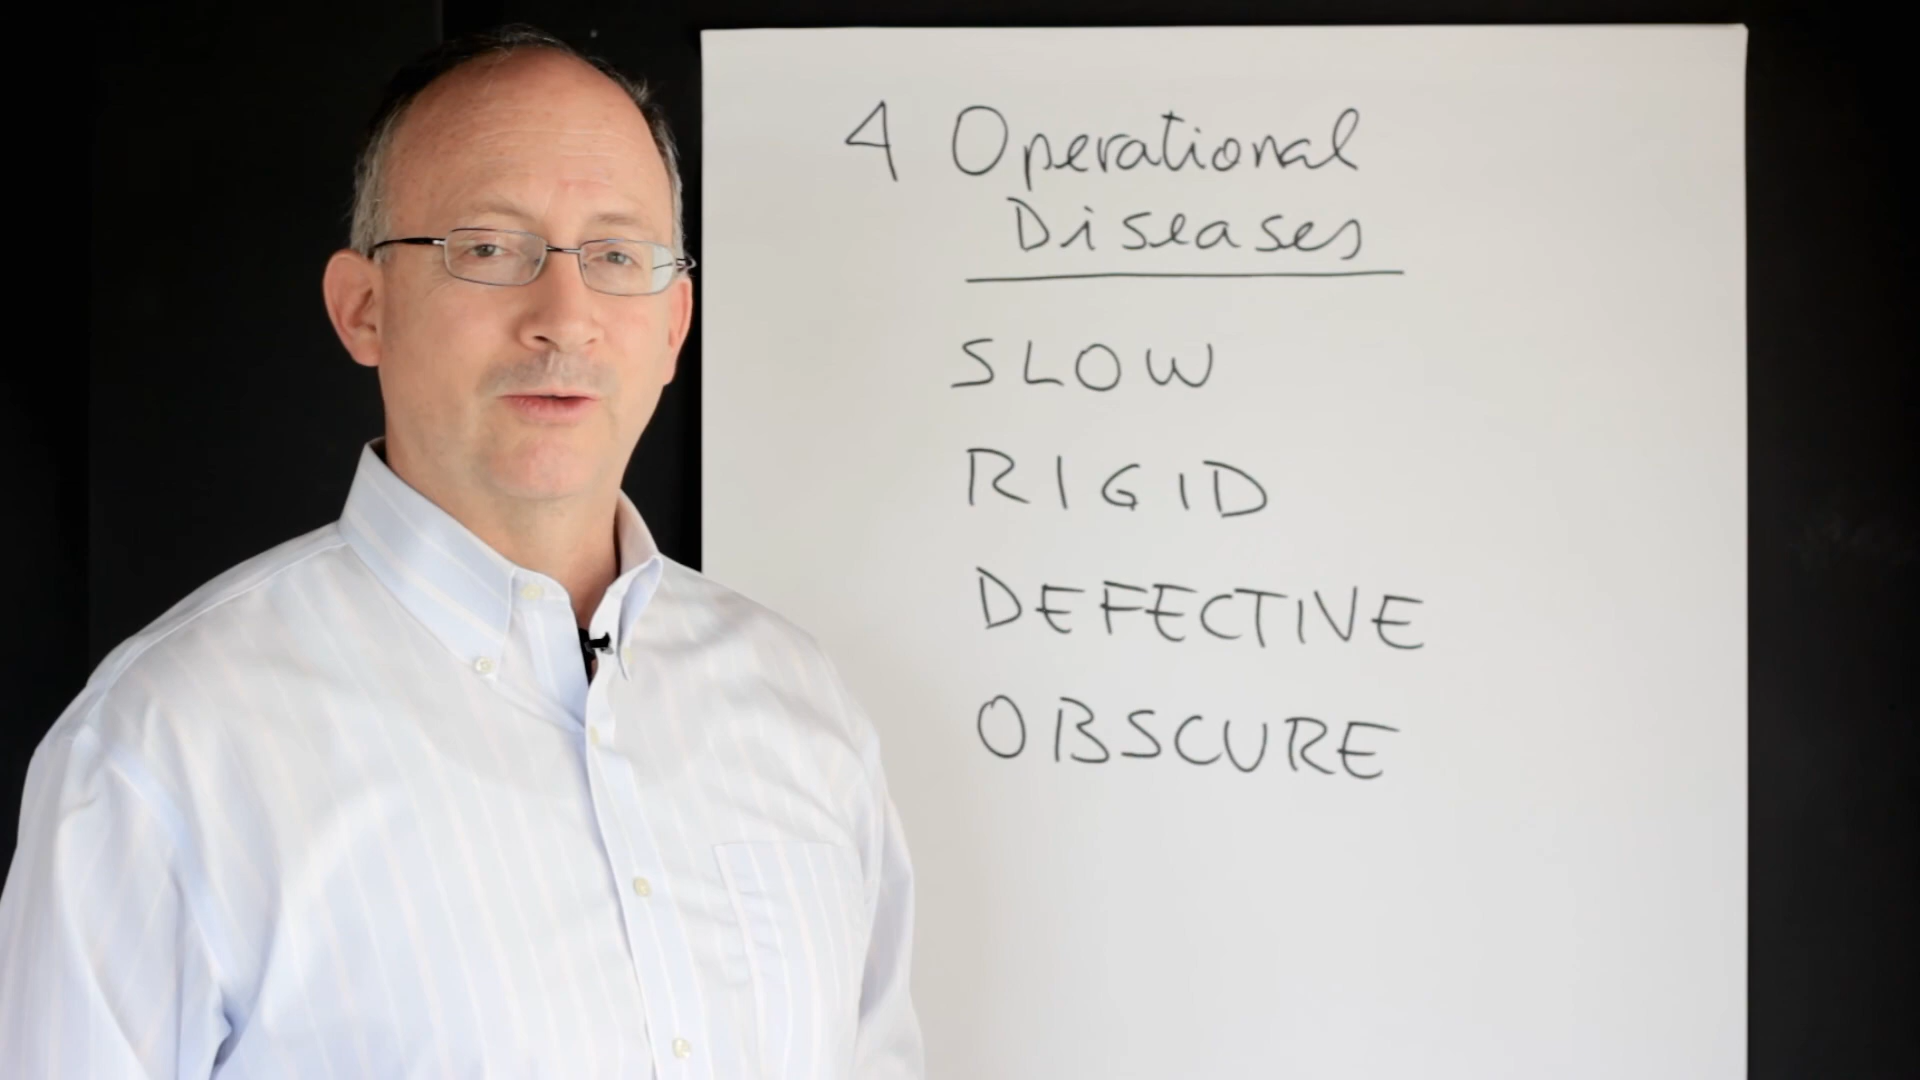 4 Operational
Diseases
SLOW
RIGID
DEFECTIVE
OBSCURE